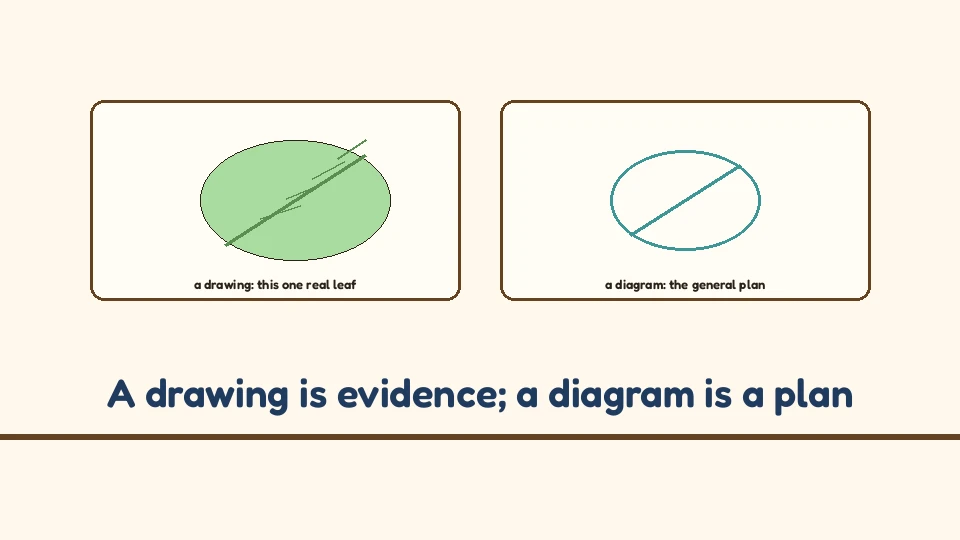 a drawing: this one real leaf
a diagram: the general plan
A drawing is evidence; a diagram is a plan